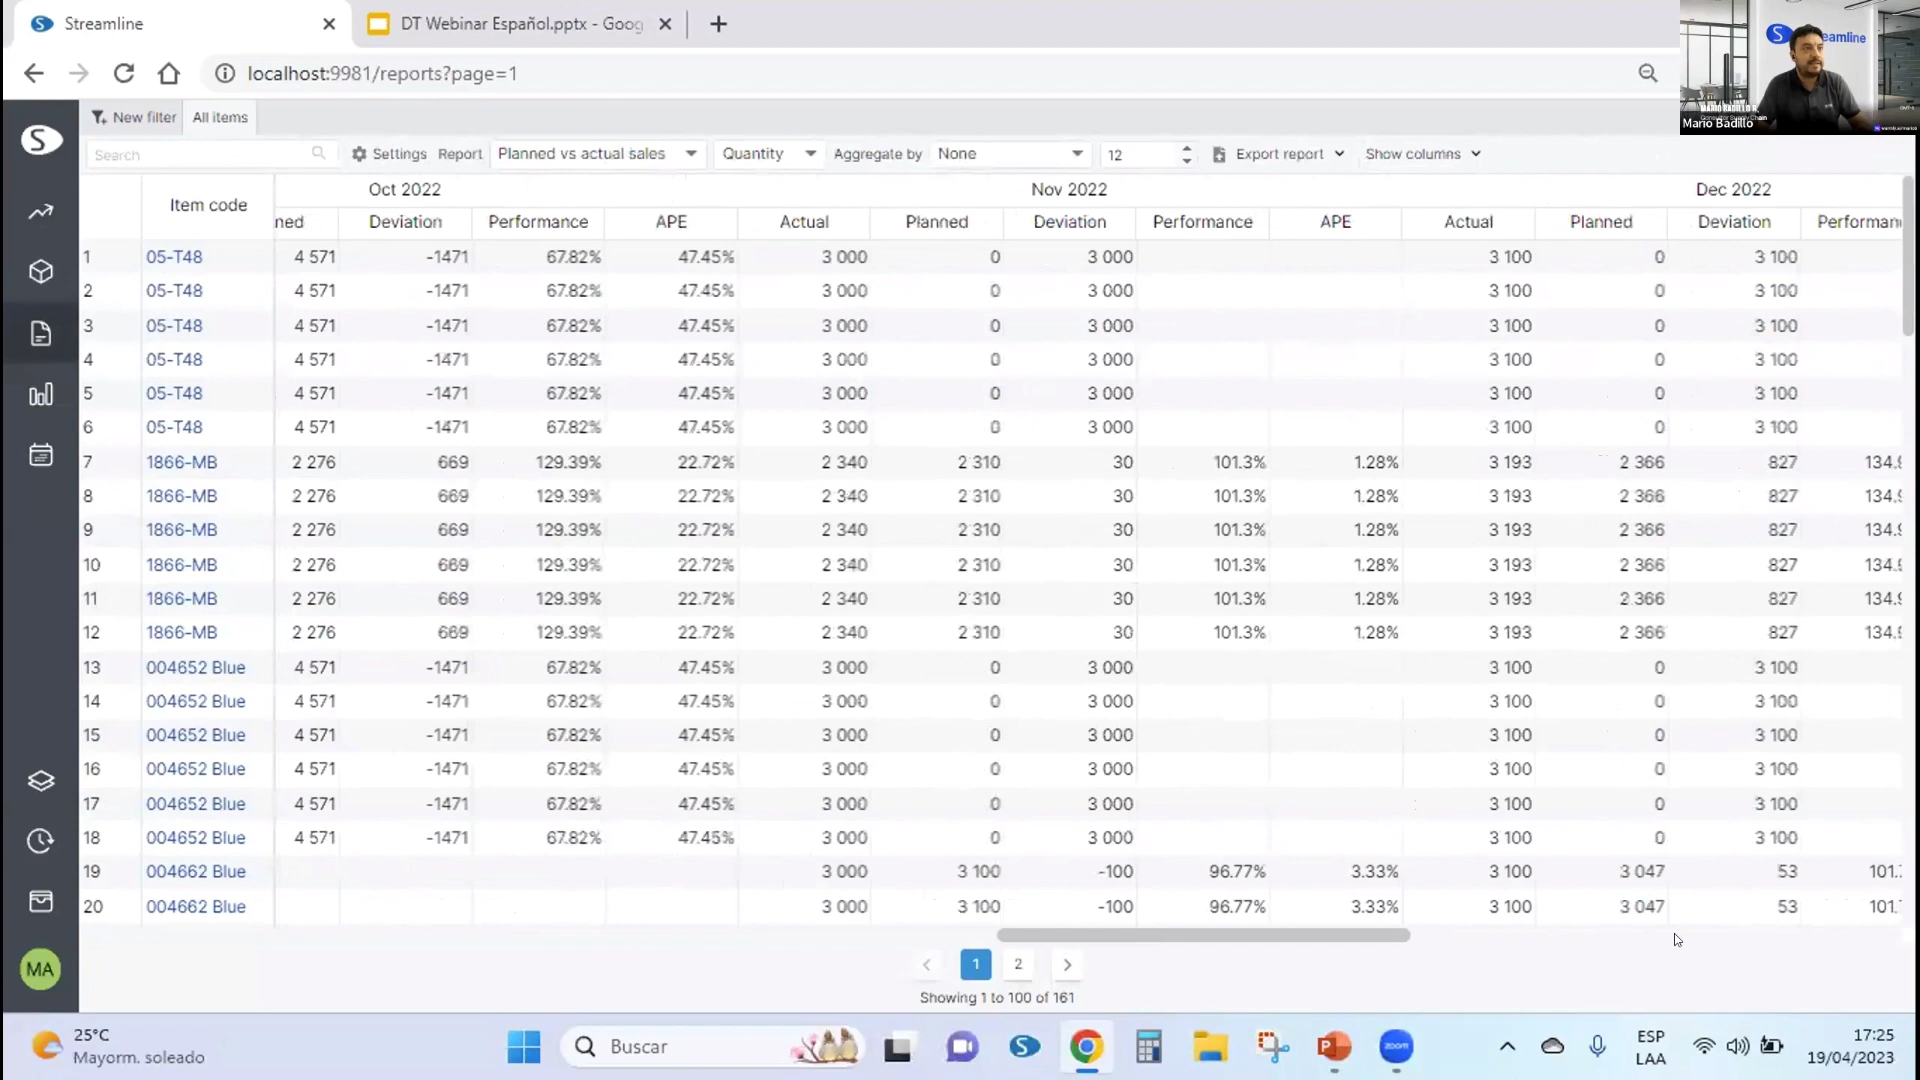 Streamline
DT Webinar Español.pptx - Goog
localhost:9981/reports?page=1
S eamline
MARIO BADILLO R.
Mario Badillo
New filter All items
Search Settings Report Planned vs actual sales Quantity Aggregate by None 12 Export report Show columns
Item code Oct 2022 Nov 2022 Dec 2022
ned Deviation Performance APE Actual Planned Deviation Performance APE Actual Planned Deviation Performan
1 05-T48 4 571 -1471 67.82% 47.45% 3 000 0 3 000 3 100 0 3 100
2 05-T48 4 571 -1471 67.82% 47.45% 3 000 0 3 000 3 100 0 3 100
3 05-T48 4 571 -1471 67.82% 47.45% 3 000 0 3 000 3 100 0 3 100
4 05-T48 4 571 -1471 67.82% 47.45% 3 000 0 3 000 3 100 0 3 100
5 05-T48 4 571 -1471 67.82% 47.45% 3 000 0 3 000 3 100 0 3 100
6 05-T48 4 571 -1471 67.82% 47.45% 3 000 0 3 000 3 100 0 3 100
7 1866-MB 2 276 669 129.39% 22.72% 2 340 2 310 30 101.3% 1.28% 3 193 2 366 827 134.9
8 1866-MB 2 276 669 129.39% 22.72% 2 340 2 310 30 101.3% 1.28% 3 193 2 366 827 134.9
9 1866-MB 2 276 669 129.39% 22.72% 2 340 2 310 30 101.3% 1.28% 3 193 2 366 827 134.9
10 1866-MB 2 276 669 129.39% 22.72% 2 340 2 310 30 101.3% 1.28% 3 193 2 366 827 134.9
11 1866-MB 2 276 669 129.39% 22.72% 2 340 2 310 30 101.3% 1.28% 3 193 2 366 827 134.9
12 1866-MB 2 276 669 129.39% 22.72% 2 340 2 310 30 101.3% 1.28% 3 193 2 366 827 134.9
13 004652 Blue 4 571 -1471 67.82% 47.45% 3 000 0 3 000 3 100 0 3 100
14 004652 Blue 4 571 -1471 67.82% 47.45% 3 000 0 3 000 3 100 0 3 100
15 004652 Blue 4 571 -1471 67.82% 47.45% 3 000 0 3 000 3 100 0 3 100
16 004652 Blue 4 571 -1471 67.82% 47.45% 3 000 0 3 000 3 100 0 3 100
17 004652 Blue 4 571 -1471 67.82% 47.45% 3 000 0 3 000 3 100 0 3 100
18 004652 Blue 4 571 -1471 67.82% 47.45% 3 000 0 3 000 3 100 0 3 100
19 004662 Blue 3 000 3 100 -100 96.77% 3.33% 3 100 3 047 53 101.
20 004662 Blue 3 000 3 100 -100 96.77% 3.33% 3 100 3 047 53 101.
MA
1 2
Showing 1 to 100 of 161
25°C
Mayorm. soleado
Buscar
zoom
ESP
LAA
17:25
19/04/2023